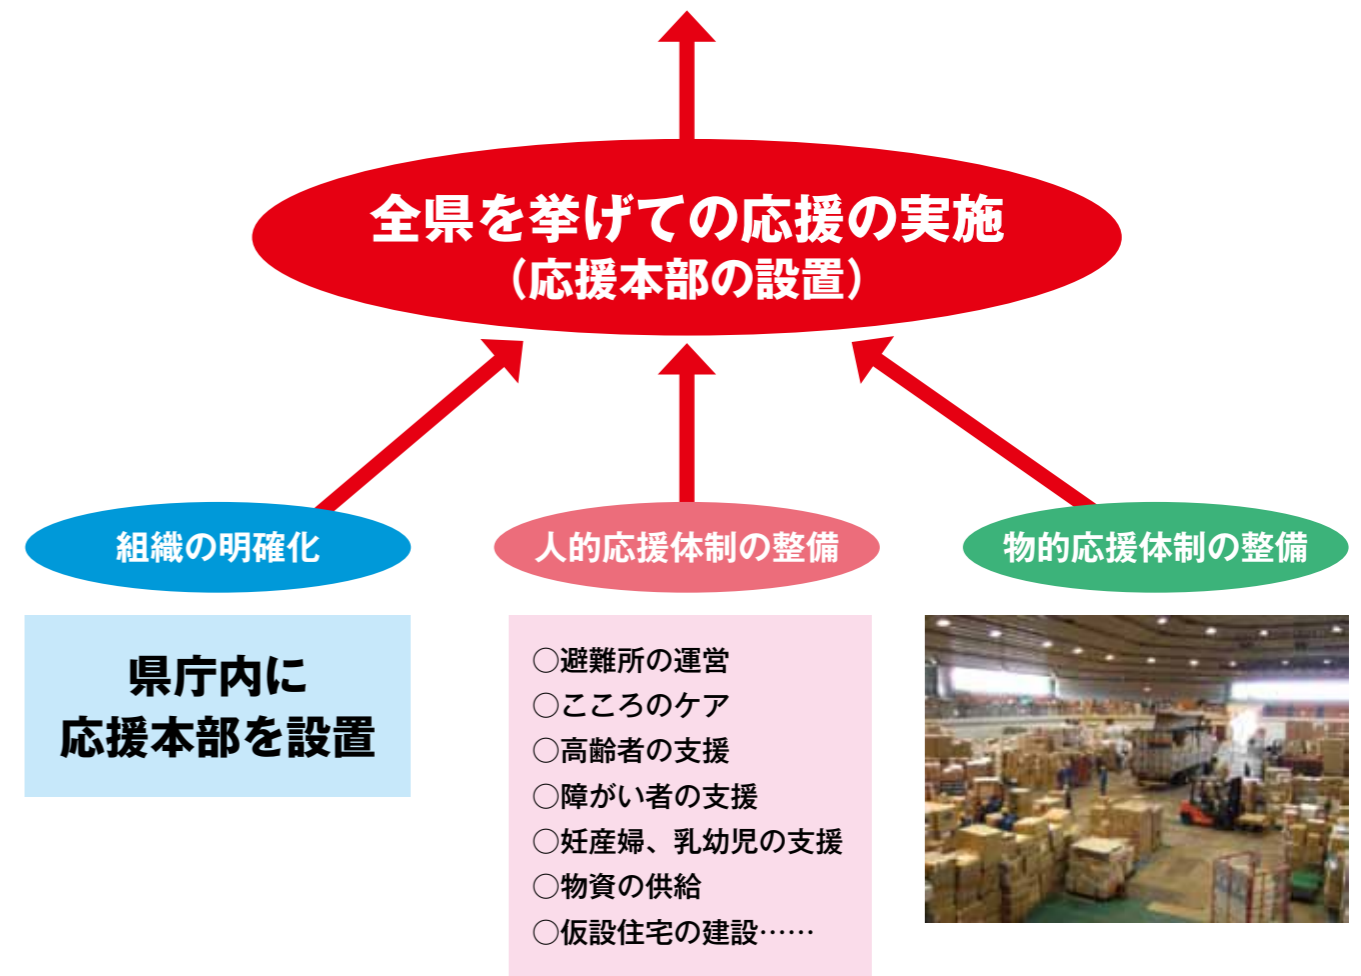 全県を挙げての応援の実施
（応援本部の設置）
組織の明確化
人的応援体制の整備
物的応援体制の整備
県庁内に
応援本部を設置
○避難所の運営
○こころのケア
○高齢者の支援
○障がい者の支援
○妊産婦、乳幼児の支援
○物資の供給
○仮設住宅の建設……